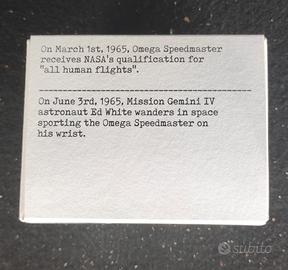 On March 1st, 1965, Omega Speedmaster
receives NASA's qualification for
"all human flights".
On June 3rd, 1965, Mission Gemini IV
astronaut Ed White wanders in space
sporting the Omega Speedmaster on
his wrist.
subito